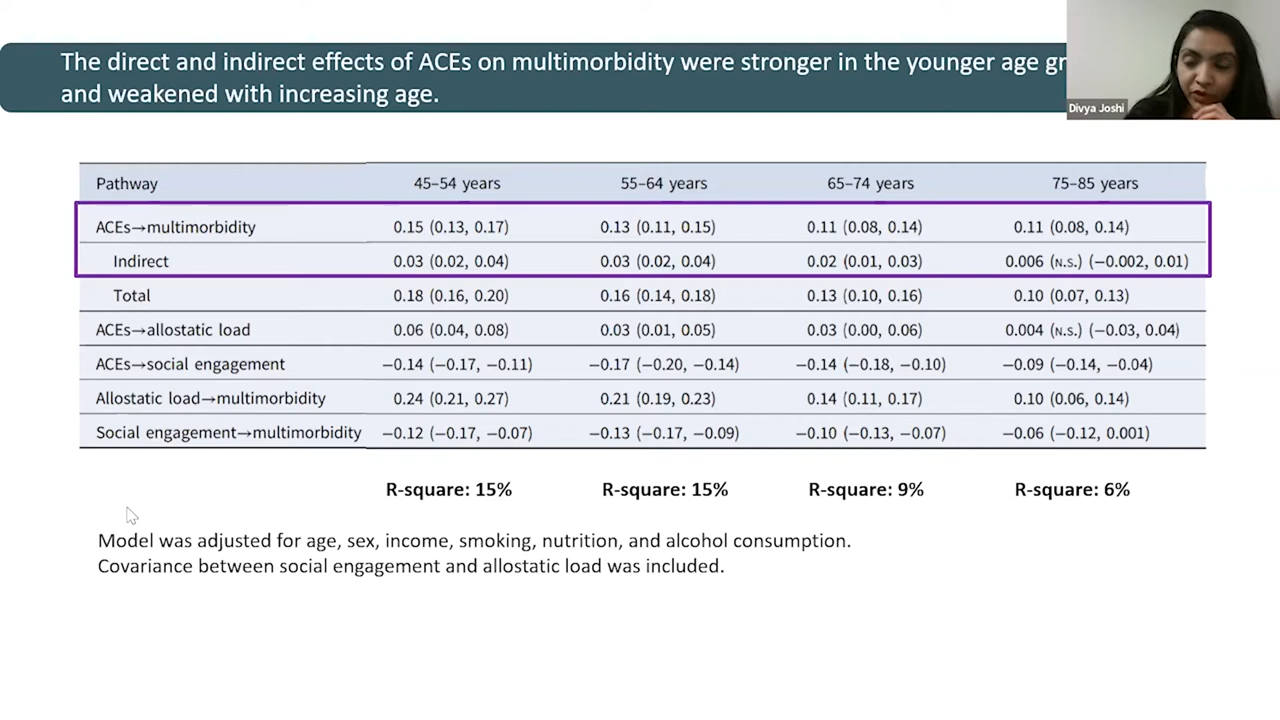 The direct and indirect effects of ACEs on multimorbidity were stronger in the younger age
and weakened with increasing age.
Divya Joshi
Pathway 45–54 years 55–64 years 65–74 years 75–85 years
ACEs→multimorbidity 0.15 (0.13, 0.17) 0.13 (0.11, 0.15) 0.11 (0.08, 0.14) 0.11 (0.08, 0.14)
Indirect 0.03 (0.02, 0.04) 0.03 (0.02, 0.04) 0.02 (0.01, 0.03) 0.006 (N.S.) (−0.002, 0.01)
Total 0.18 (0.16, 0.20) 0.16 (0.14, 0.18) 0.13 (0.10, 0.16) 0.10 (0.07, 0.13)
ACEs→allostatic load 0.06 (0.04, 0.08) 0.03 (0.01, 0.05) 0.03 (0.00, 0.06) 0.004 (N.S.) (−0.03, 0.04)
ACEs→social engagement −0.14 (−0.17, −0.11) −0.17 (−0.20, −0.14) −0.14 (−0.18, −0.10) −0.09 (−0.14, −0.04)
Allostatic load→multimorbidity 0.24 (0.21, 0.27) 0.21 (0.19, 0.23) 0.14 (0.11, 0.17) 0.10 (0.06, 0.14)
Social engagement→multimorbidity −0.12 (−0.17, −0.07) −0.13 (−0.17, −0.09) −0.10 (−0.13, −0.07) −0.06 (−0.12, 0.001)
R-square: 15% R-square: 15% R-square: 9% R-square: 6%
Model was adjusted for age, sex, income, smoking, nutrition, and alcohol consumption.
Covariance between social engagement and allostatic load was included.